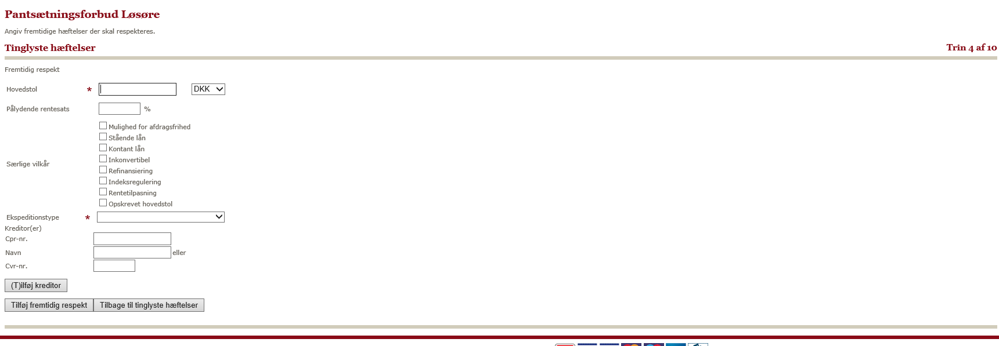 Pantsætningsforbud Løsøre
Angiv fremtidige hæftelser der skal respekteres.
Tinglyste hæftelser Trin 4 af 10
Fremtidig respekt
Hovedstol * DKK
Pålydende rentesats %
Særlige vilkår
Mulighed for afdragsfrihed
Stående lån
Kontant lån
Inkonvertibel
Refinansiering
Indeksregulering
Rentetilpasning
Opskrevet hovedstol
Ekspeditionstype *
Kreditor(er)
Cpr-nr.
Navn eller
Cvr-nr.
(T)ilføj kreditor
Tilføj fremtidig respekt Tilbage til tinglyste hæftelser